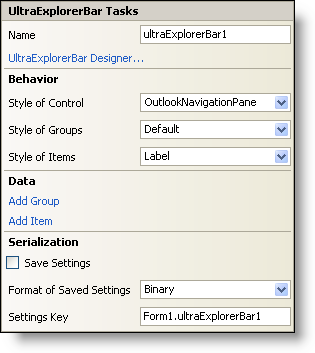 UltraExplorerBar Tasks
Name ultraExplorerBar1
UltraExplorerBar Designer...
Behavior
Style of Control OutlookNavigationPane
Style of Groups Default
Style of Items Label
Data
Add Group
Add Item
Serialization
Save Settings
Format of Saved Settings Binary
Settings Key Form1.ultraExplorerBar1